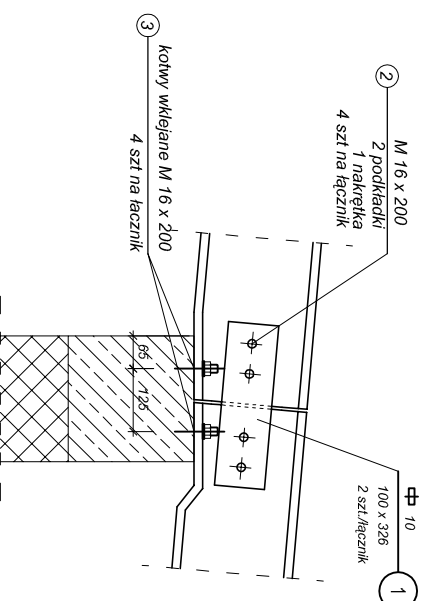 3
kotwy wklejane M 16 x 200
4 szt na łacznik
2
M 16 x 200
2 podkładki
1 nakrętka
4 szt na łącznik
65
125
10
100 x 326
2 szt./łącznik
1